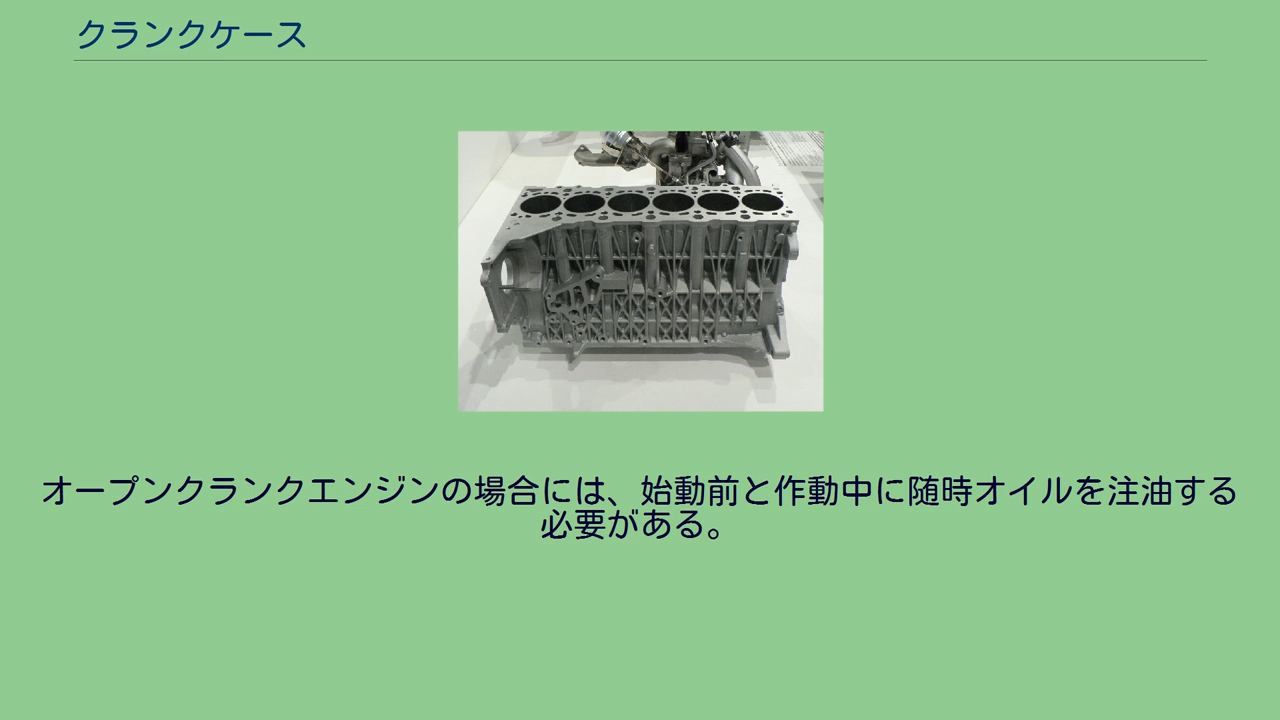 クランクケース
オープンクランクエンジンの場合には、始動前と作動中に随時オイルを注油する
必要がある。